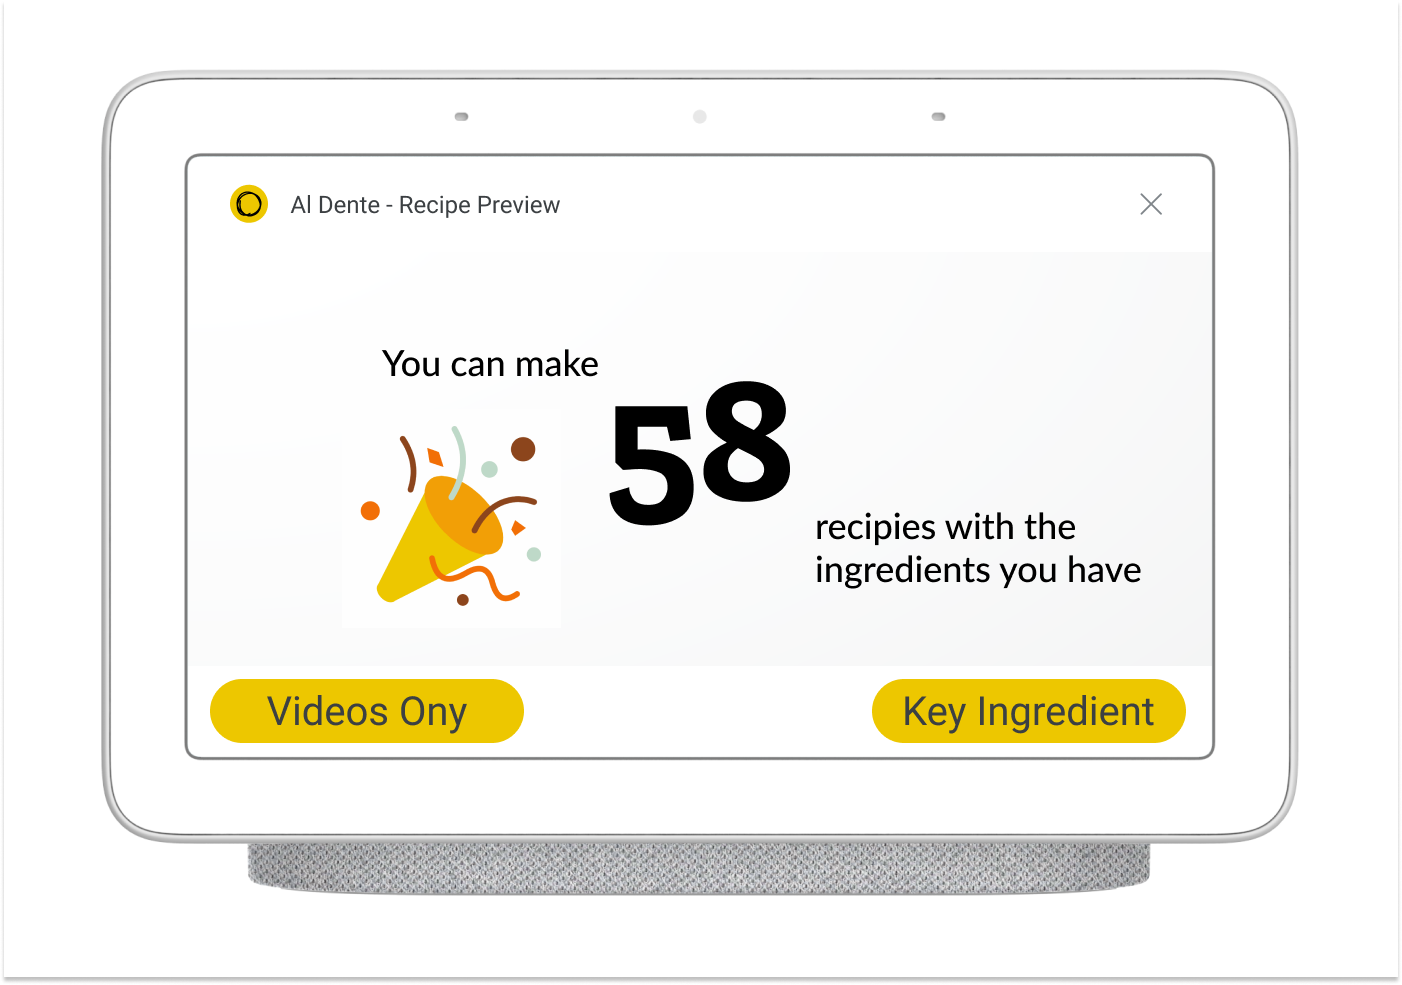 Al Dente - Recipe Preview
You can make
58
recipies with the
ingredients you have
Videos Ony
Key Ingredient